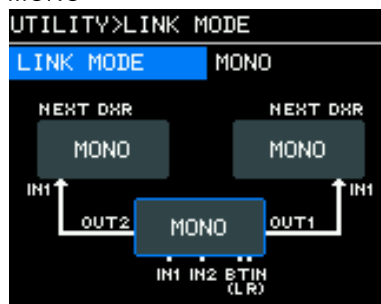 UTILITY>LINK MODE
LINK MODE MONO
NEXT DXR NEXT DXR
MONO MONO
IN1 IN1
OUT2 MONO OUT1
IN1 IN2 BTIN
(LR)